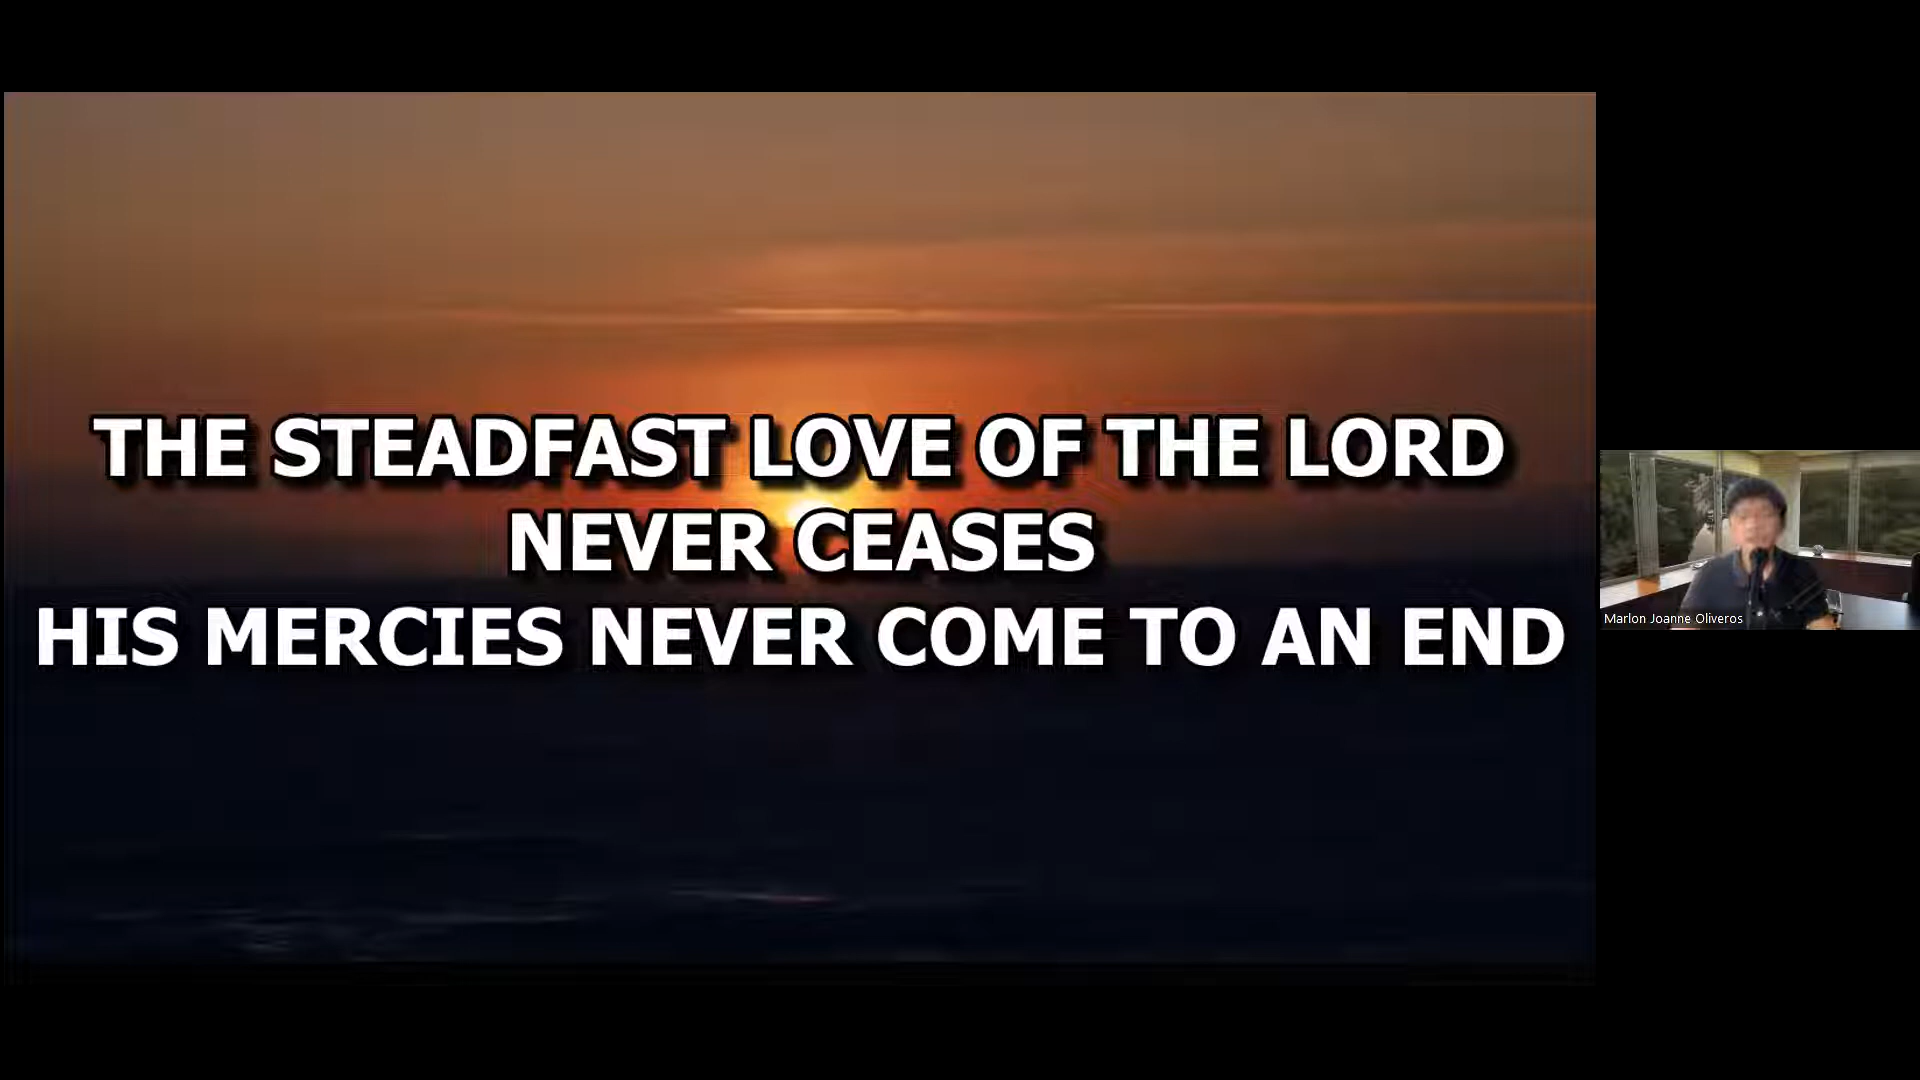 THE STEADFAST LOVE OF THE LORD
NEVER CEASES
HIS MERCIES NEVER COME TO AN END
Marlon Joanne Oliveros